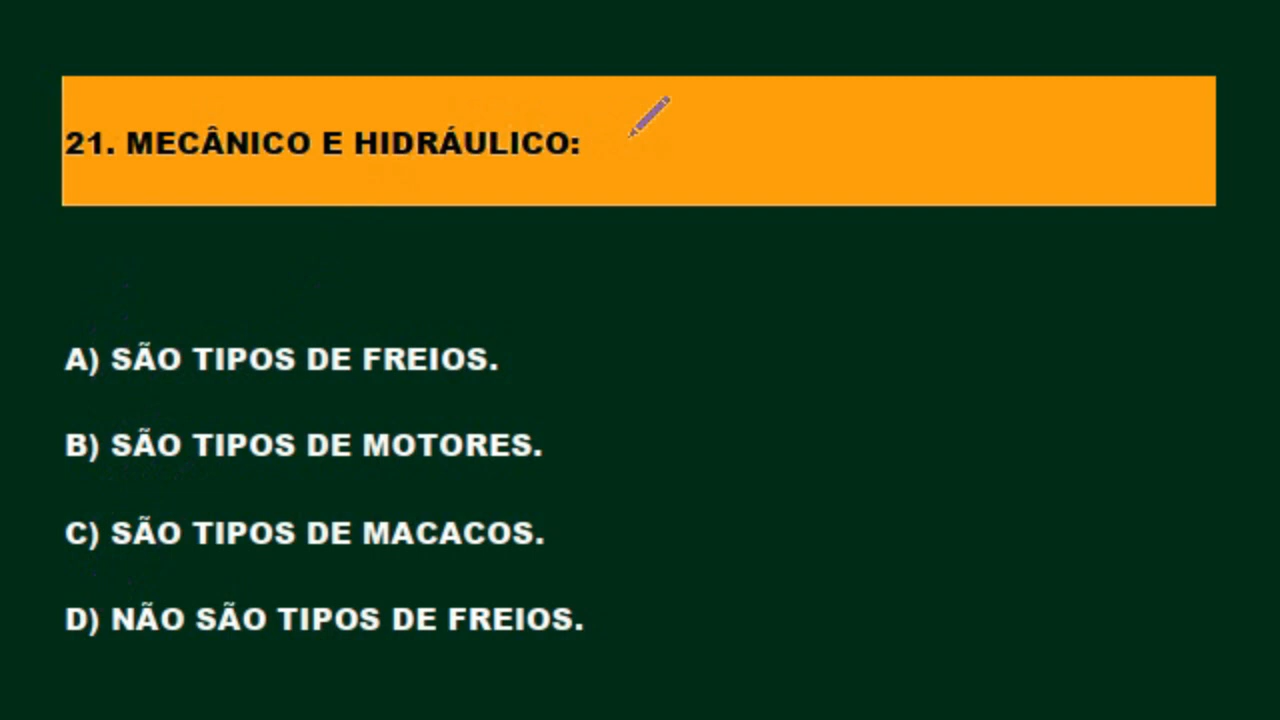 21. MECÂNICO E HIDRÁULICO:
A) SÃO TIPOS DE FREIOS.
B) SÃO TIPOS DE MOTORES.
C) SÃO TIPOS DE MACACOS.
D) NÃO SÃO TIPOS DE FREIOS.